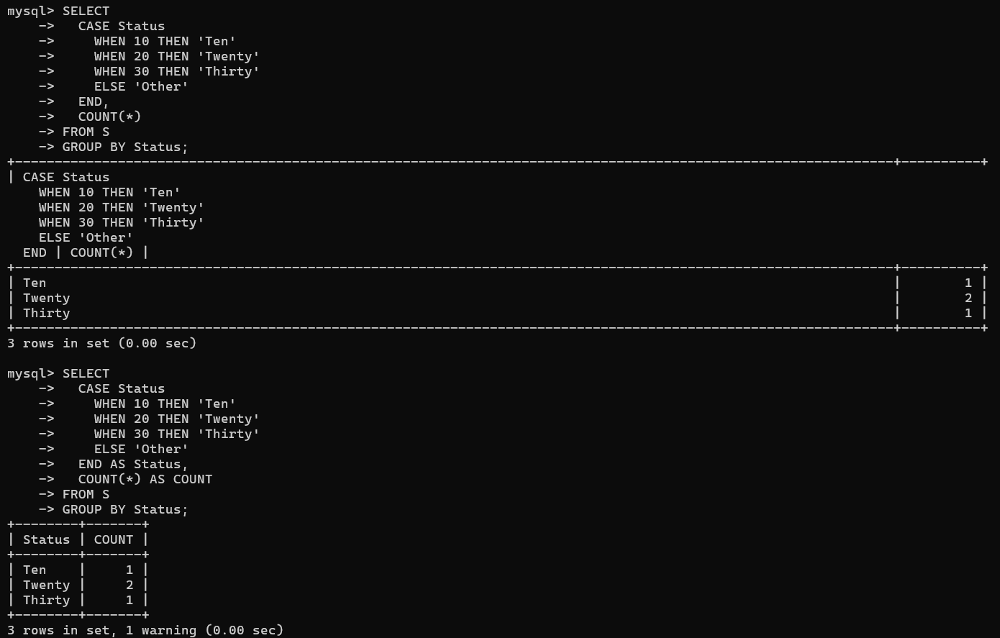 mysql> SELECT
    ->   CASE Status
    ->     WHEN 10 THEN 'Ten'
    ->     WHEN 20 THEN 'Twenty'
    ->     WHEN 30 THEN 'Thirty'
    ->     ELSE 'Other'
    ->   END,
    ->   COUNT(*)
    -> FROM S
    -> GROUP BY Status;
+---------------------------------------------------------------------------------------------------------------+----------+
| CASE Status
    WHEN 10 THEN 'Ten'
    WHEN 20 THEN 'Twenty'
    WHEN 30 THEN 'Thirty'
    ELSE 'Other'
  END | COUNT(*) |
+---------------------------------------------------------------------------------------------------------------+----------+
| Ten                                                                                                           |        1 |
| Twenty                                                                                                        |        2 |
| Thirty                                                                                                        |        1 |
+---------------------------------------------------------------------------------------------------------------+----------+
3 rows in set (0.00 sec)

mysql> SELECT
    ->   CASE Status
    ->     WHEN 10 THEN 'Ten'
    ->     WHEN 20 THEN 'Twenty'
    ->     WHEN 30 THEN 'Thirty'
    ->     ELSE 'Other'
    ->   END AS Status,
    ->   COUNT(*) AS COUNT
    -> FROM S
    -> GROUP BY Status;
+--------+-------+
| Status | COUNT |
+--------+-------+
| Ten    |     1 |
| Twenty |     2 |
| Thirty |     1 |
+--------+-------+
3 rows in set, 1 warning (0.00 sec)